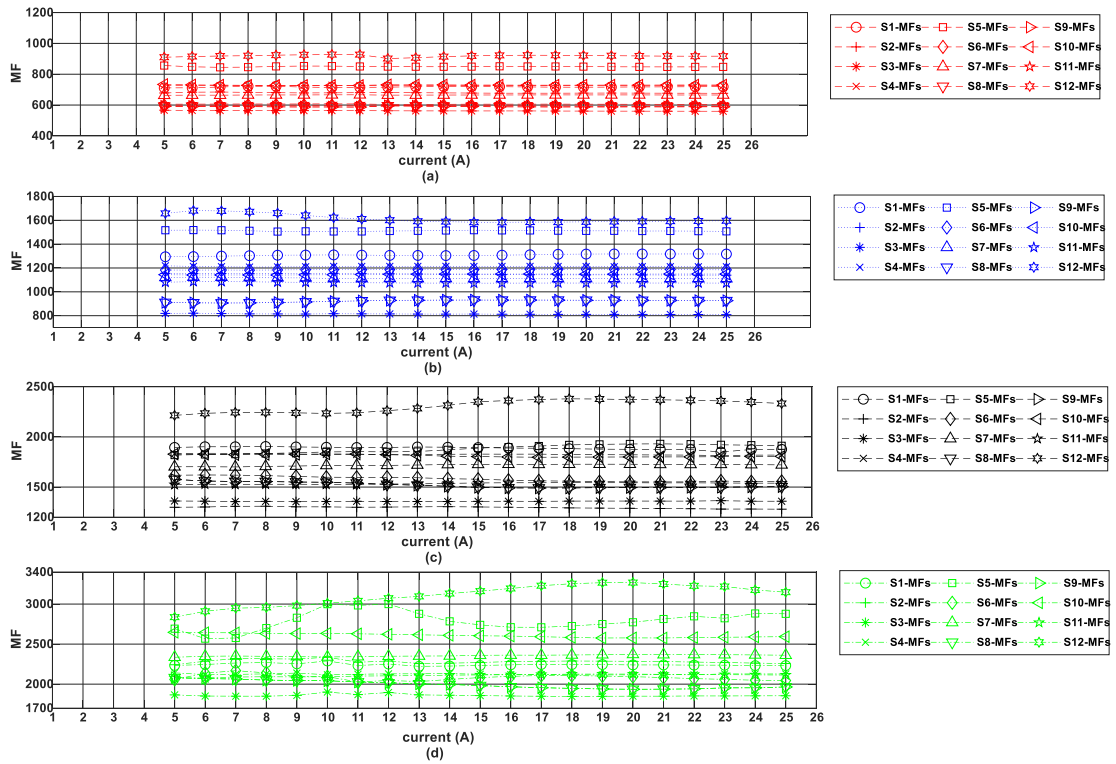 1200
1000
800
600
400
MF
1 2 3 4 5 6 7 8 9 10 11 12 13 14 15 16 17 18 19 20 21 22 23 24 25 26
current (A)
(a)
S1-MFs S5-MFs S9-MFs
S2-MFs S6-MFs S10-MFs
S3-MFs S7-MFs S11-MFs
S4-MFs S8-MFs S12-MFs
1800
1600
1400
1200
1000
800
MF
1 2 3 4 5 6 7 8 9 10 11 12 13 14 15 16 17 18 19 20 21 22 23 24 25 26
current (A)
(b)
S1-MFs S5-MFs S9-MFs
S2-MFs S6-MFs S10-MFs
S3-MFs S7-MFs S11-MFs
S4-MFs S8-MFs S12-MFs
2500
2000
1500
1200
MF
1 2 3 4 5 6 7 8 9 10 11 12 13 14 15 16 17 18 19 20 21 22 23 24 25 26
current (A)
(c)
S1-MFs S5-MFs S9-MFs
S2-MFs S6-MFs S10-MFs
S3-MFs S7-MFs S11-MFs
S4-MFs S8-MFs S12-MFs
3400
3000
2500
2000
1700
MF
1 2 3 4 5 6 7 8 9 10 11 12 13 14 15 16 17 18 19 20 21 22 23 24 25 26
current (A)
(d)
S1-MFs S5-MFs S9-MFs
S2-MFs S6-MFs S10-MFs
S3-MFs S7-MFs S11-MFs
S4-MFs S8-MFs S12-MFs